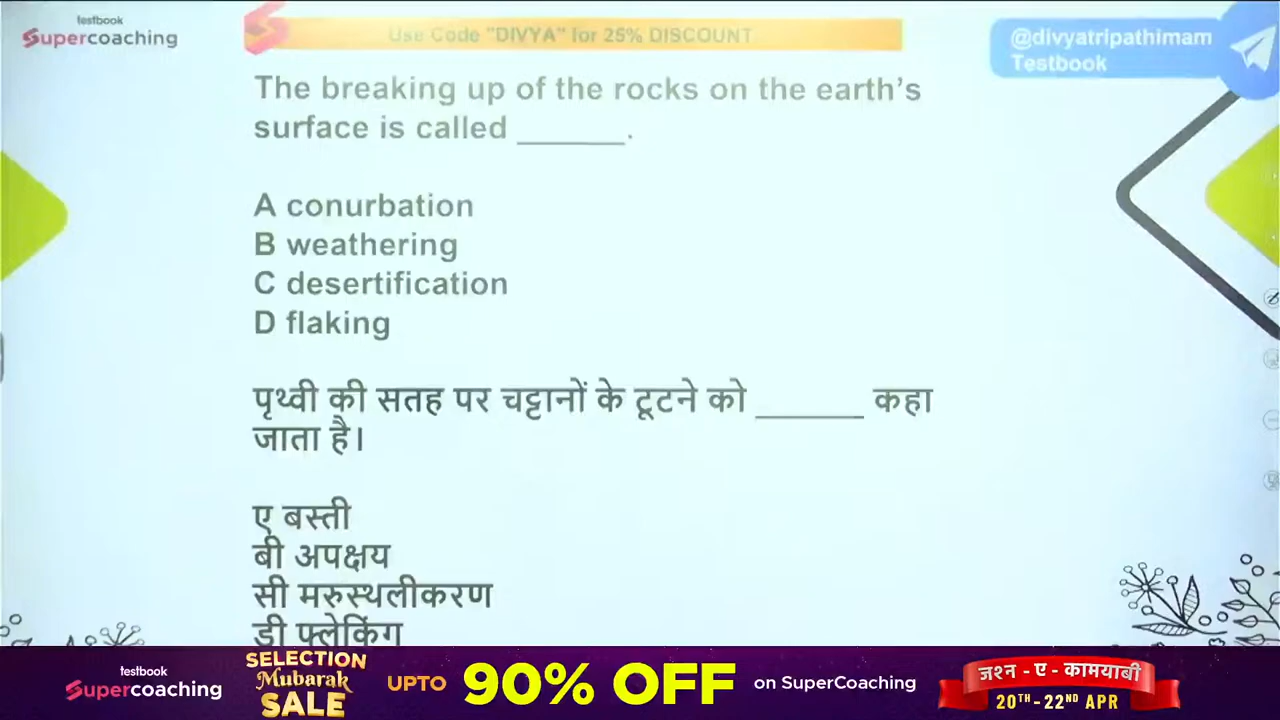 testbook
Supercoaching
Use Code "DIVYA" for 25% DISCOUNT
@divyatripathimam
Testbook
The breaking up of the rocks on the earth's
surface is called ______.
A conurbation
B weathering
C desertification
D flaking
पृथ्वी की सतह पर चट्टानों के टूटने को ______ कहा
जाता है।
ए बस्ती
बी अपक्षय
सी मरुस्थलीकरण
डी फ्लेकिंग
testbook
Supercoaching
SELECTION
Mubarak
SALE
UPTO 90% OFF on SuperCoaching
जश्न - ए - कामयाबी
20TH-22ND APR